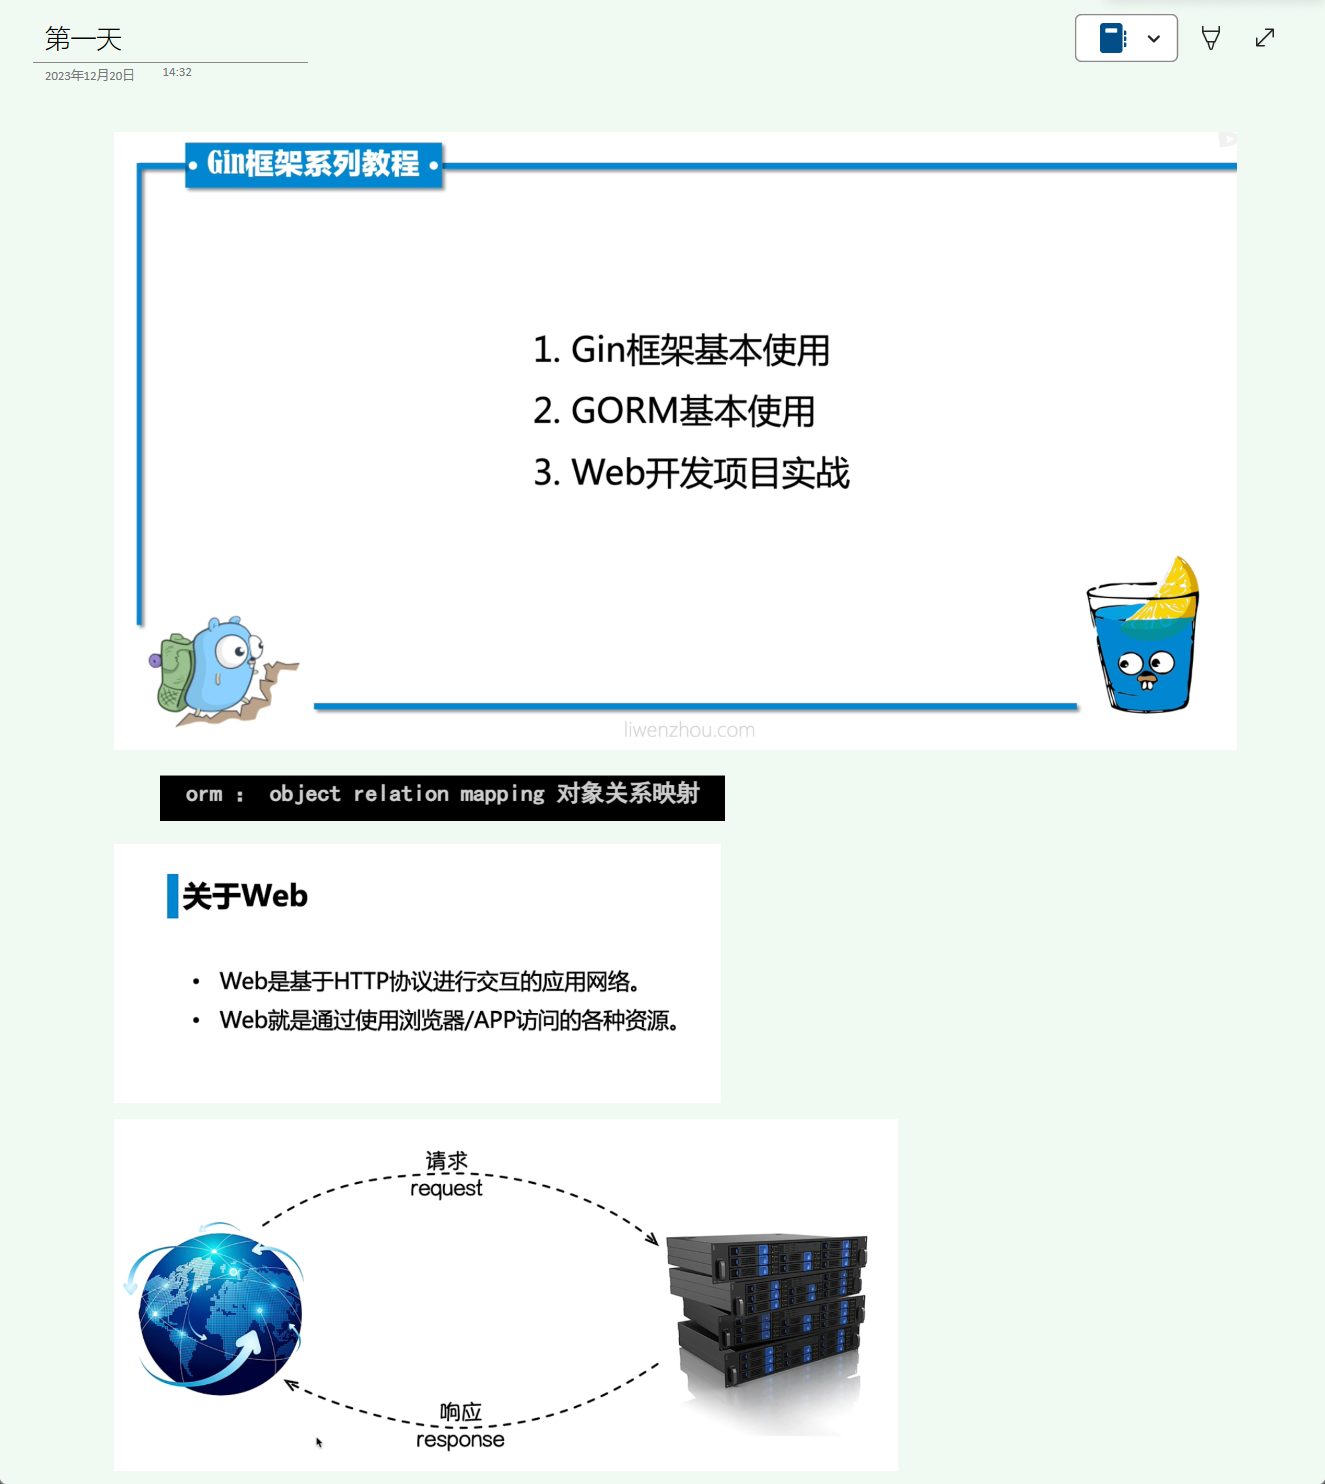 第一天
2023年12月20日 14:32
Gin框架系列教程
1. Gin框架基本使用
2. GORM基本使用
3. Web开发项目实战
liwenzhou.com
orm : object relation mapping 对象关系映射
关于Web
• Web是基于HTTP协议进行交互的应用网络。
• Web就是通过使用浏览器/APP访问的各种资源。
请求
request
响应
response